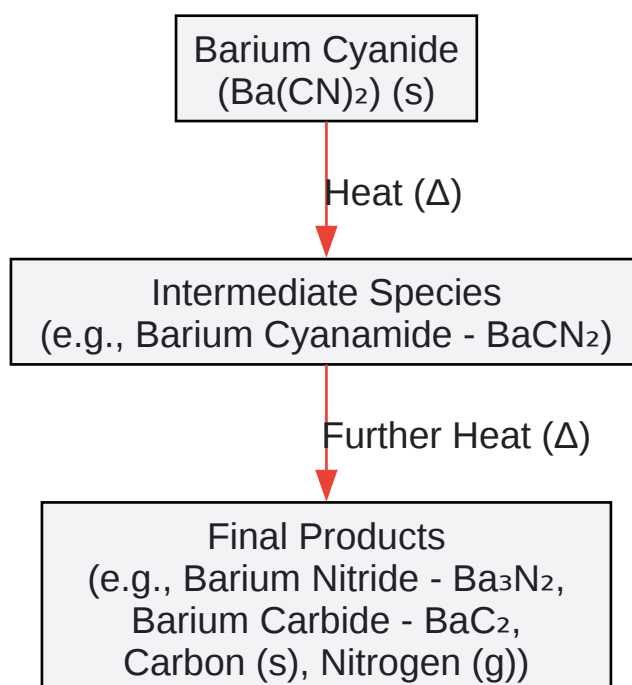 Barium Cyanide
(Ba(CN)₂) (s)
Heat (Δ)
Intermediate Species
(e.g., Barium Cyanamide - BaCN₂)
Further Heat (Δ)
Final Products
(e.g., Barium Nitride - Ba₃N₂,
Barium Carbide - BaC₂,
Carbon (s), Nitrogen (g))